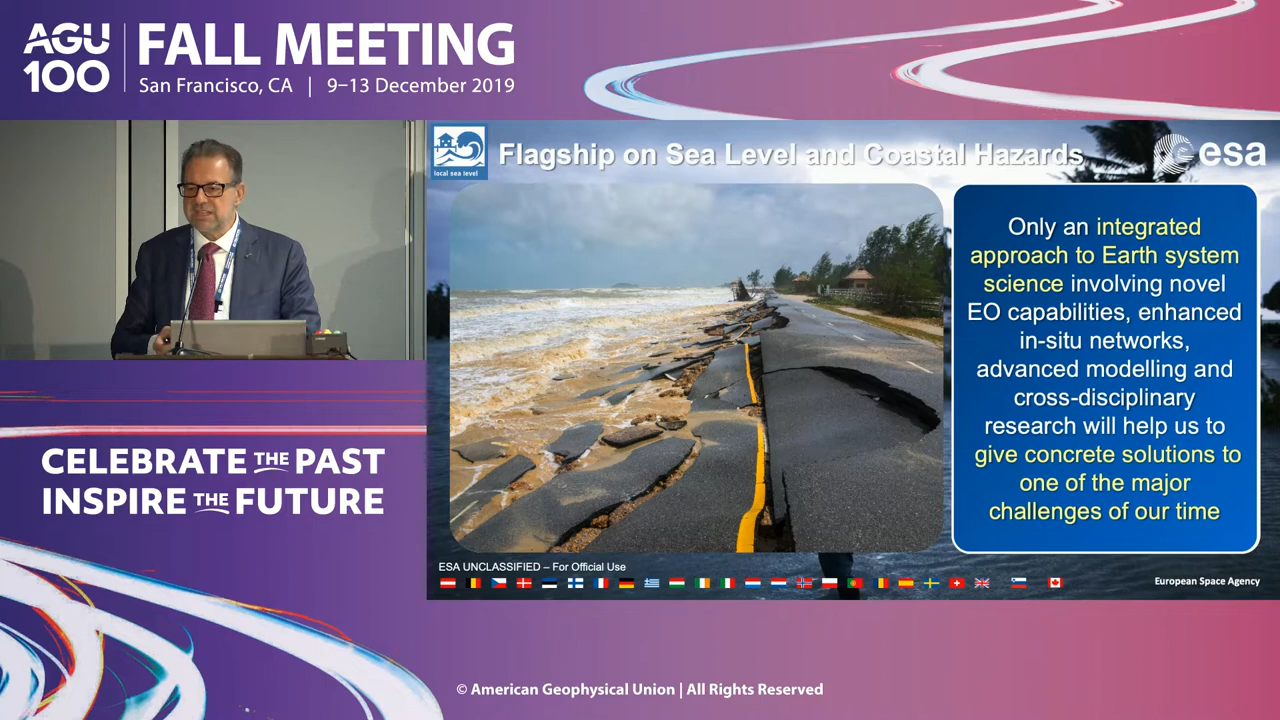 AGU
100
FALL MEETING
San Francisco, CA | 9–13 December 2019
local sea level
Flagship on Sea Level and Coastal Hazards
esa
Only an integrated
approach to Earth system
science involving novel
EO capabilities, enhanced
in-situ networks,
advanced modelling and
cross-disciplinary
research will help us to
give concrete solutions to
one of the major
challenges of our time
CELEBRATE THE PAST
INSPIRE THE FUTURE
ESA UNCLASSIFIED – For Official Use
European Space Agency
© American Geophysical Union | All Rights Reserved